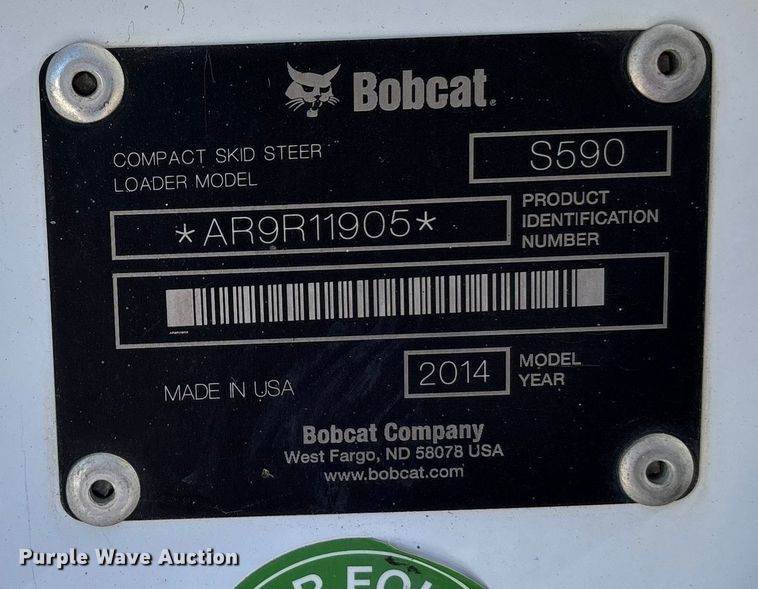 Bobcat.
COMPACT SKID STEER
LOADER MODEL
S590
*AR9R11905*
PRODUCT
IDENTIFICATION
NUMBER
MADE IN USA
2014
MODEL
YEAR
Bobcat Company
West Fargo, ND 58078 USA
www.bobcat.com
Purple Wave Auction